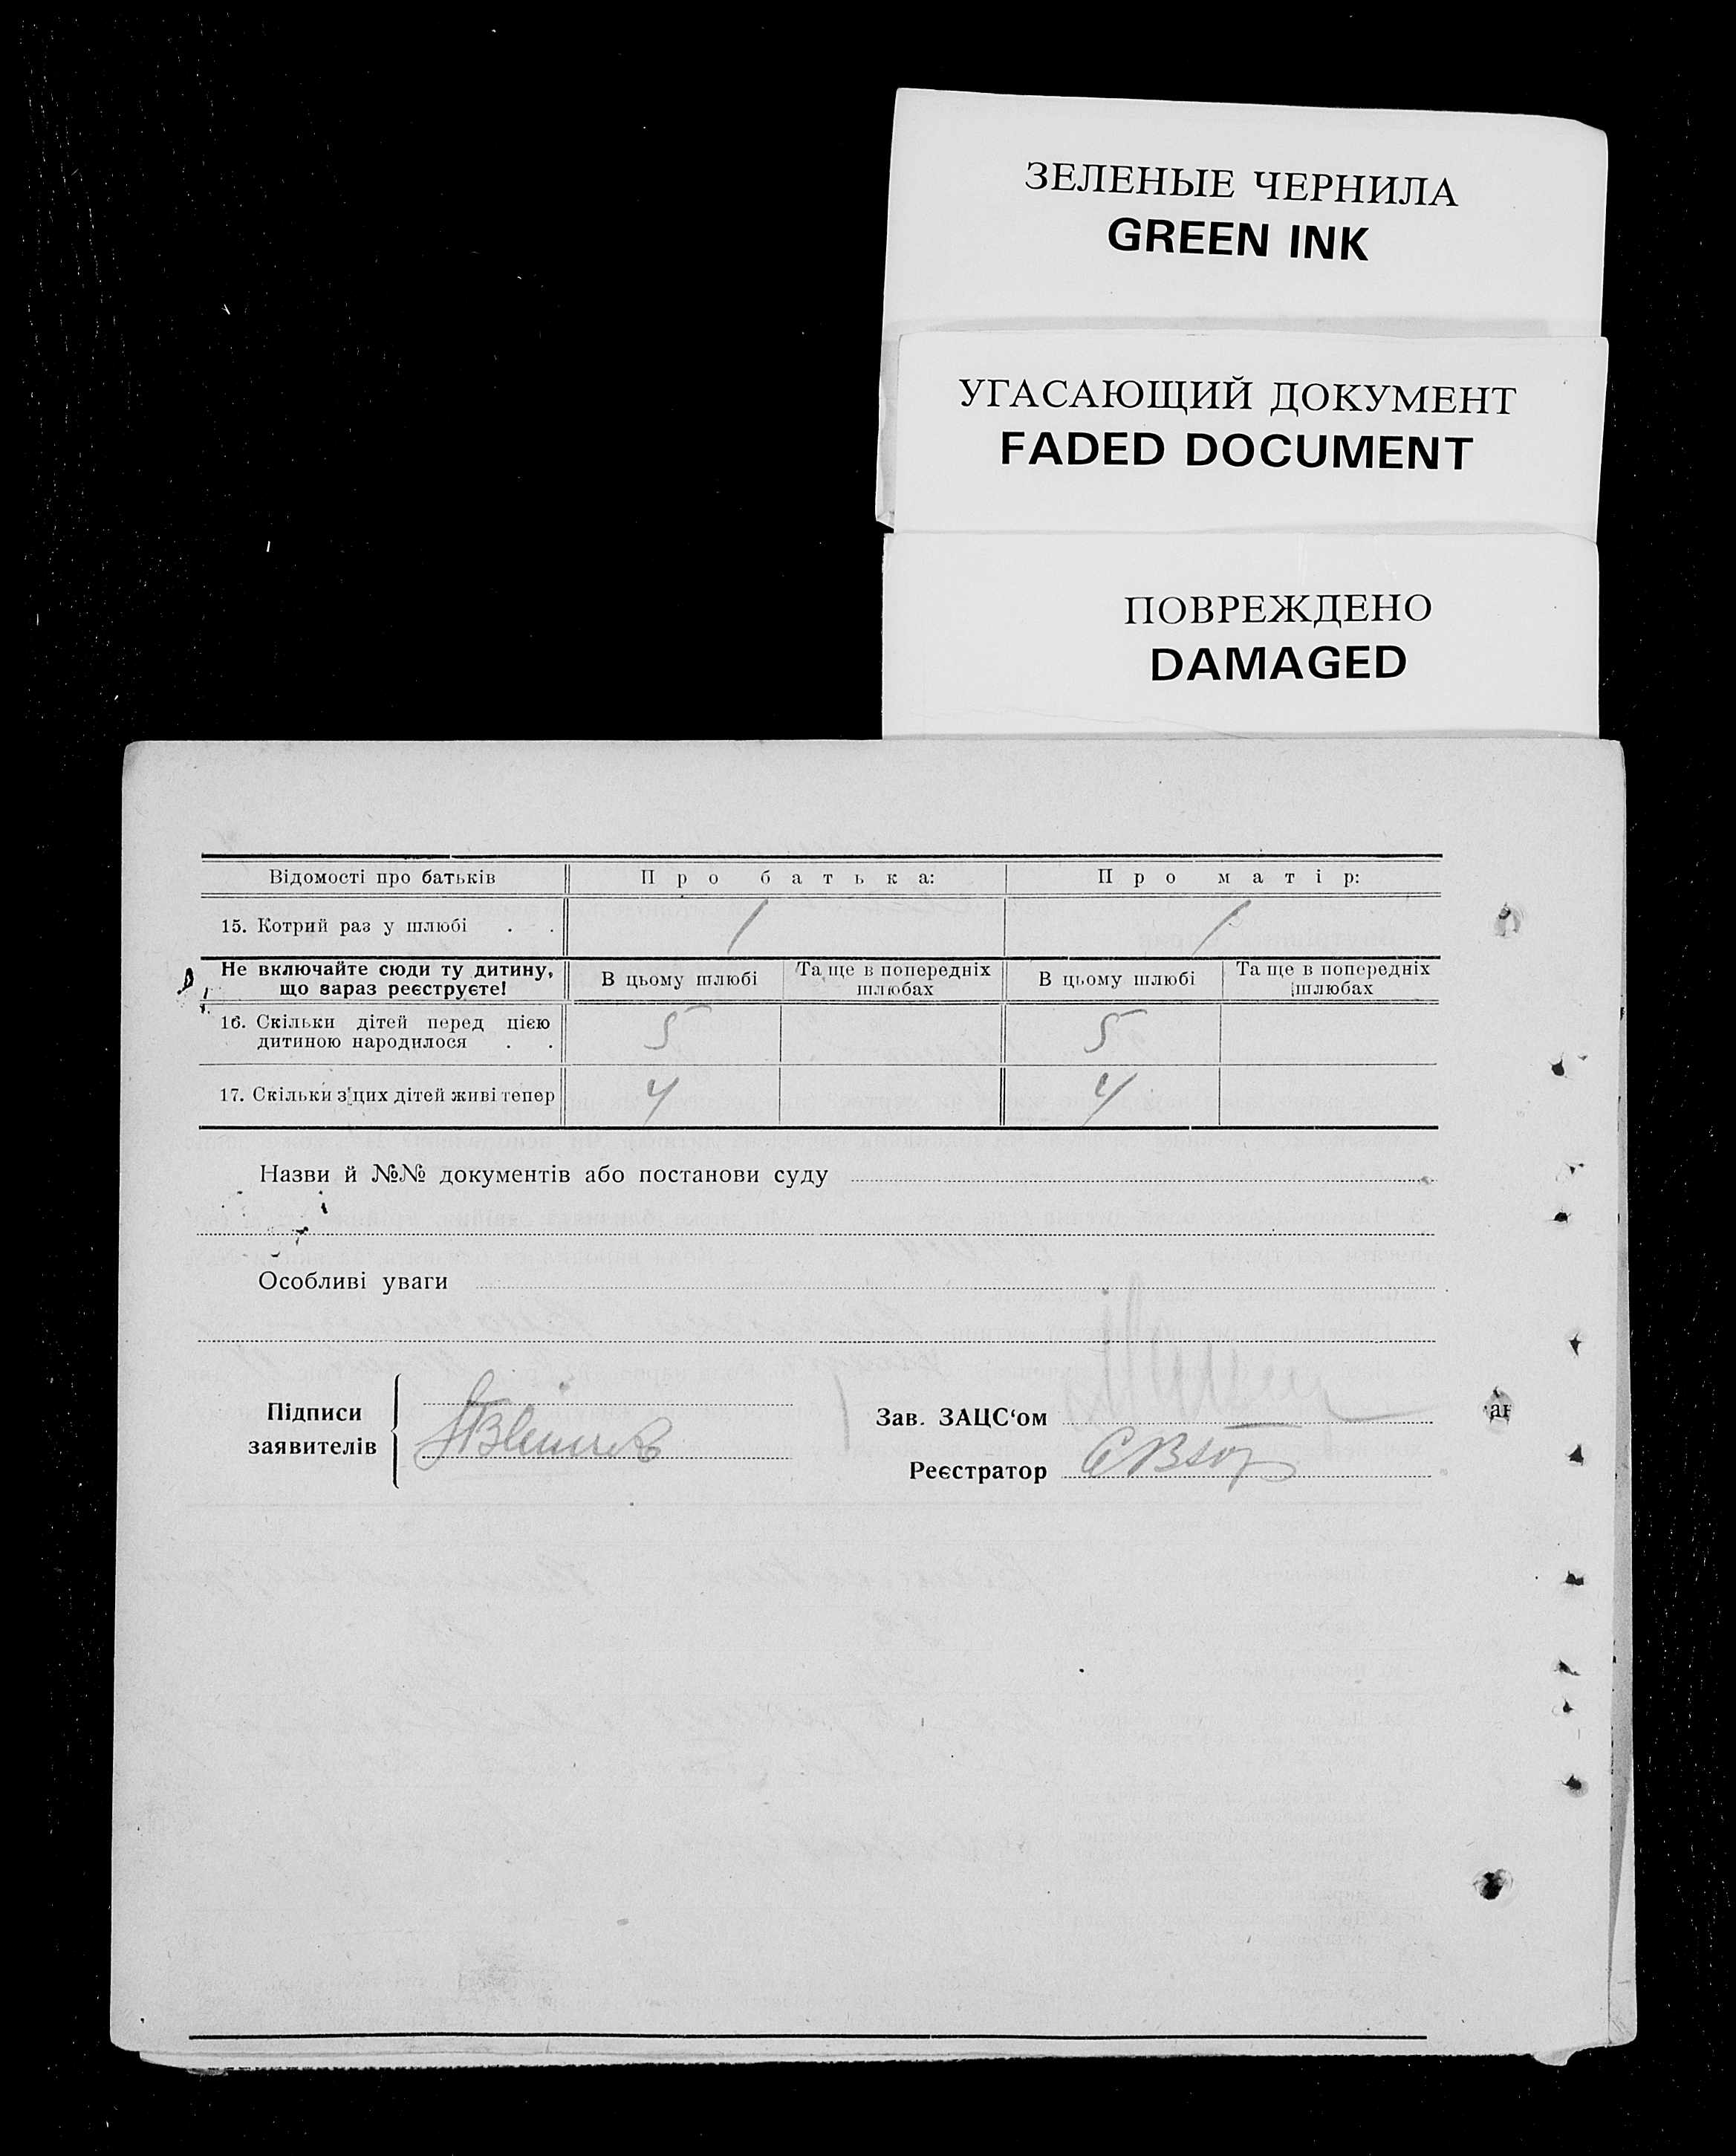 ЗЕЛЕНЫЕ ЧЕРНИЛА
GREEN INK
УГАСАЮЩИЙ ДОКУМЕНТ
FADED DOCUMENT
ПОВРЕЖДЕНО
DAMAGED
Відомості про батьків Про батька: Про матір:
15. Котрий раз у шлюбі . . 1 1
Не включайте сюди ту дитину, що зараз реєструєте! В цьому шлюбі Та ще в попередніх шлюбах В цьому шлюбі Та ще в попередніх шлюбах
16. Скільки дітей перед цією
дитиною народилося . . 5 5
17. Скільки з цих дітей живі тепер 4 4
Назви й №№ документів або постанови суду
Особливі уваги
Підписи
заявителів
Зав. ЗАЦС‘ом
Реєстратор